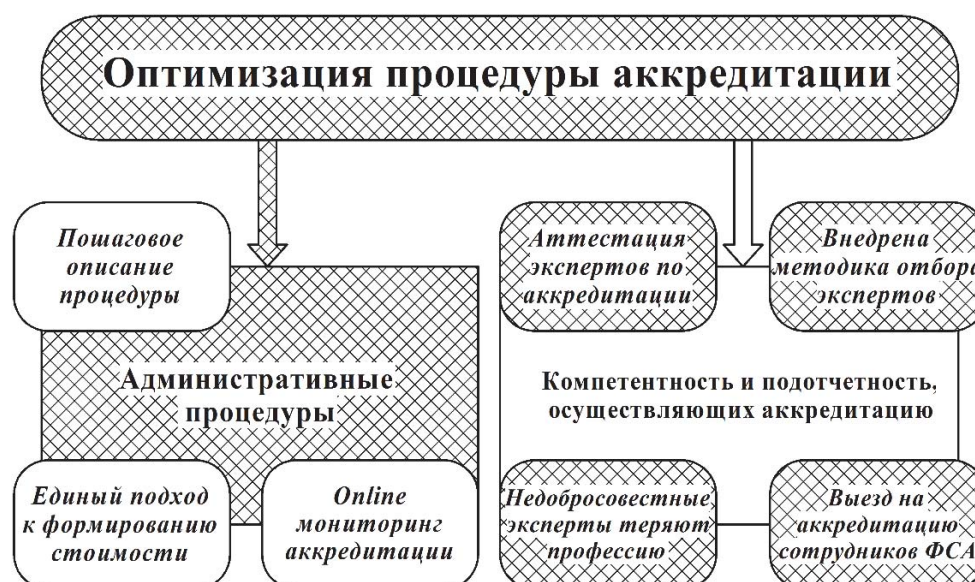 Оптимизация процедуры аккредитации
Пошаговое
описание
процедуры
Административные
процедуры
Единый подход
к формированию
стоимости
Online
мониторинг
аккредитации
Аттестация
экспертов по
аккредитации
Внедрена
методика отбора
экспертов
Компетентность и подотчетность,
осуществляющих аккредитацию
Недобросовестные
эксперты теряют
профессию
Выезд на
аккредитацию
сотрудников ФСА